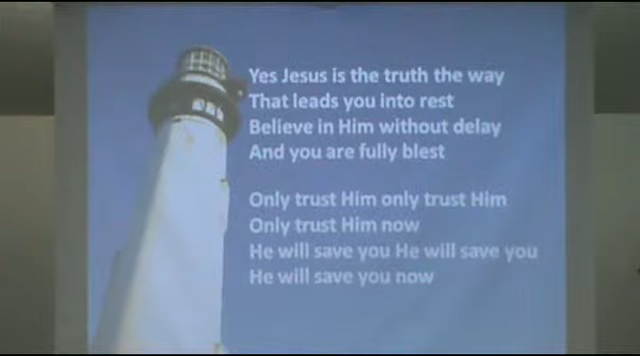 Yes Jesus is the truth the way
That leads you into rest
Believe in Him without delay
And you are fully blest
Only trust Him only trust Him
Only trust Him now
He will save you He will save you
He will save you now